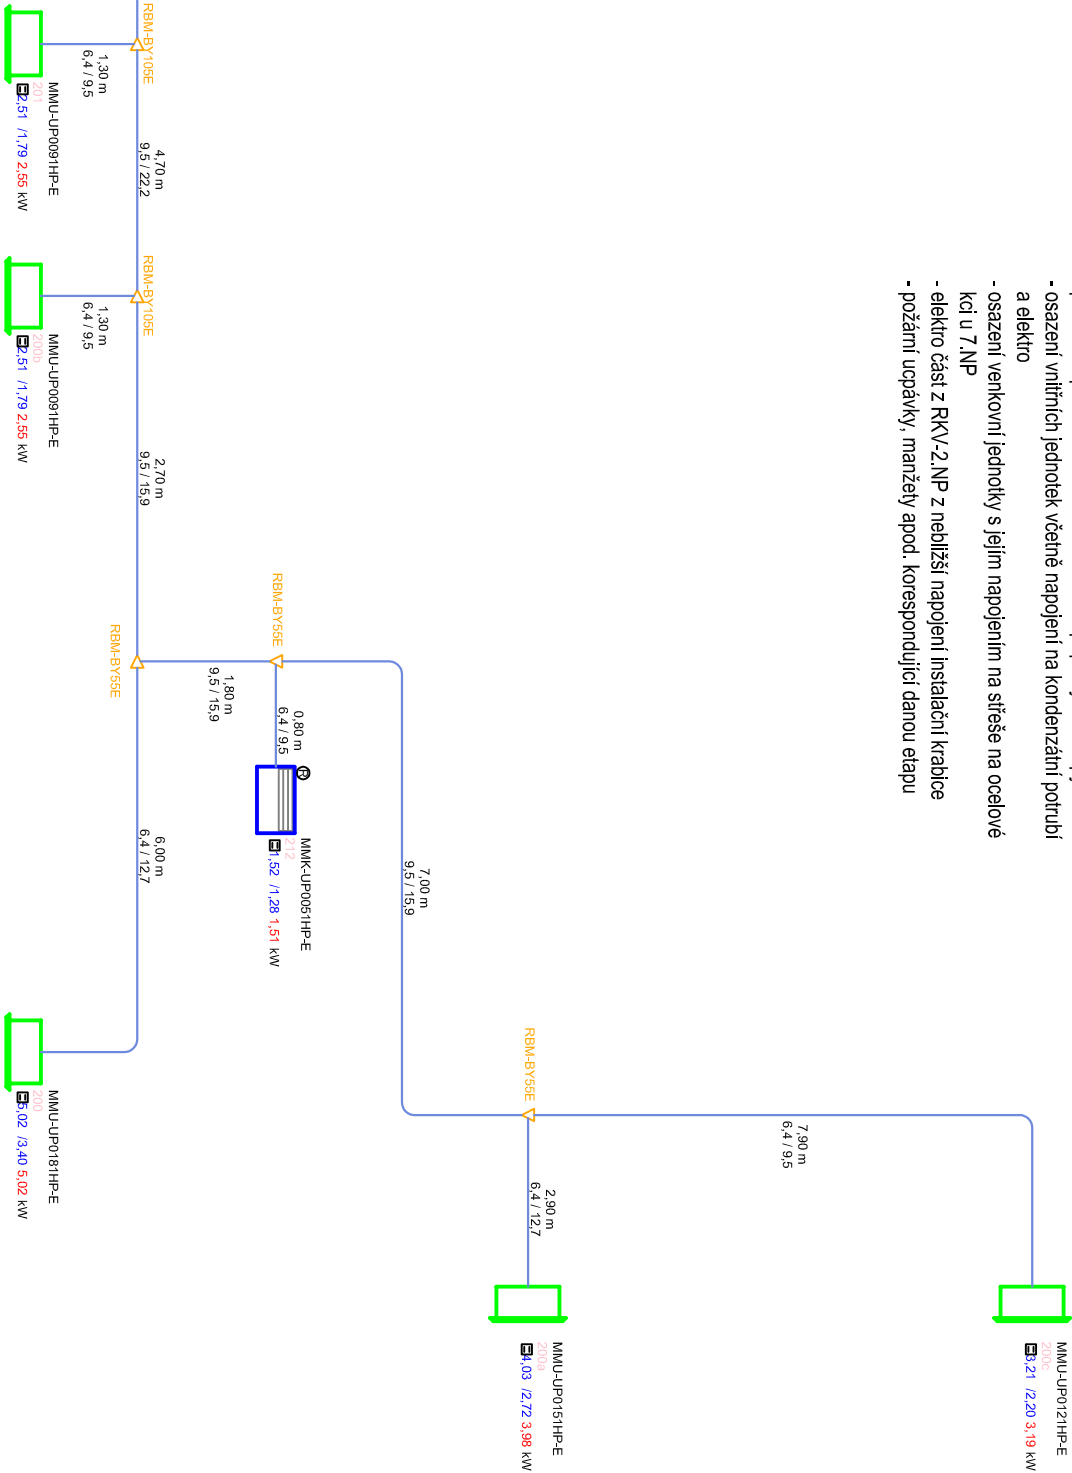 - osazení vnitřních jednotek včetně napojení na kondenzátní potrubí
a elektro
- osazení venkovní jednotky s jejím napojením na střeše na ocelové
kci u 7.NP
- elektro část z RKV-2.NP z nebližší napojení instalační krabice
- požární ucpávky, manžety apod. korespondující danou etapu
MMU-UP0121HP-E
200c
3,21 /2,20 3,19 kW
7,90 m
6,4 / 9,5
RBM-BY55E
2,90 m
6,4 / 12,7
MMU-UP0151HP-E
200a
4,03 /2,72 3,98 kW
7,00 m
9,5 / 15,9
RBM-BY55E
0,80 m
6,4 / 9,5
R
MMK-UP0051HP-E
212
1,52 /1,28 1,51 kW
1,80 m
9,5 / 15,9
RBM-BY105E
4,70 m
9,5 / 22,2
RBM-BY105E
2,70 m
9,5 / 15,9
RBM-BY55E
6,00 m
6,4 / 12,7
1,30 m
6,4 / 9,5
1,30 m
6,4 / 9,5
MMU-UP0091HP-E
201
2,51 /1,79 2,55 kW
MMU-UP0091HP-E
200b
2,51 /1,79 2,55 kW
MMU-UP0181HP-E
200
5,02 /3,40 5,02 kW